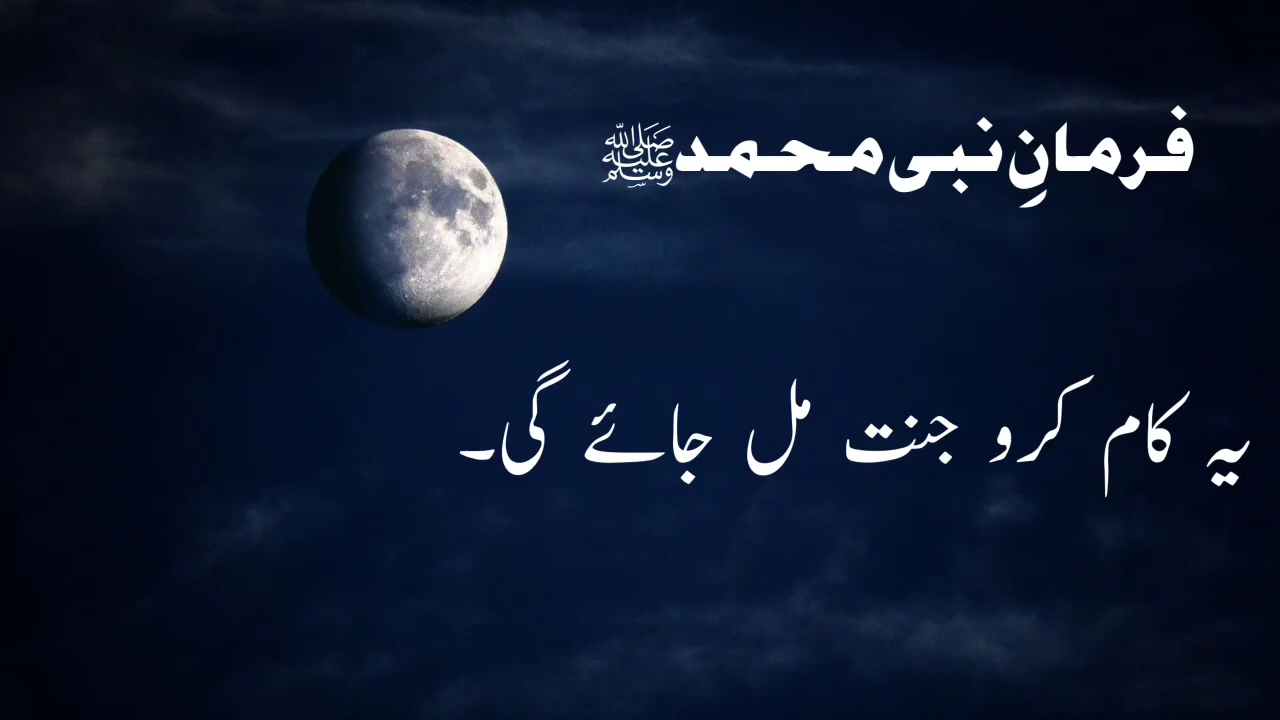 فرمانِ نبی محمد ﷺ
یہ کام کرو جنت مل جائے گی۔